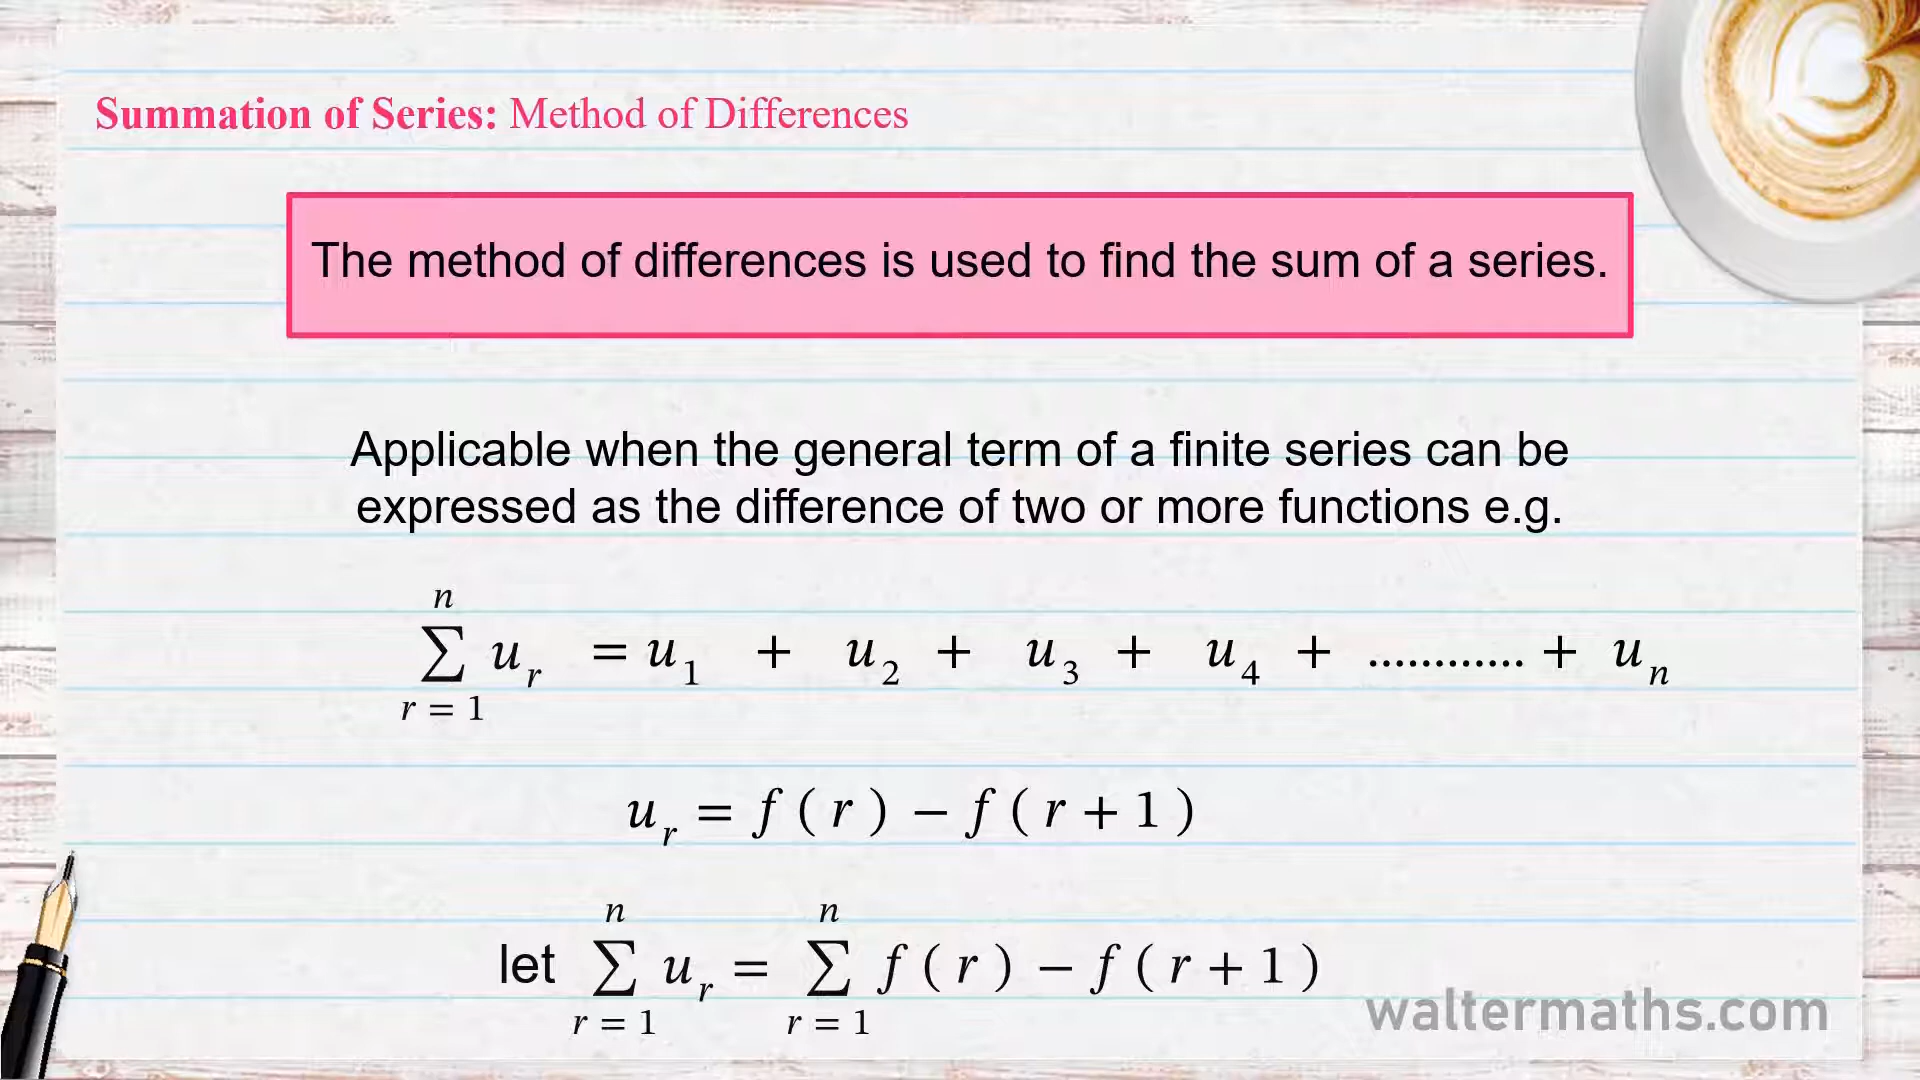 Summation of Series: Method of Differences
The method of differences is used to find the sum of a series.
Applicable when the general term of a finite series can be
expressed as the difference of two or more functions e.g.
n
∑ u_r = u_1 + u_2 + u_3 + u_4 + ............ + u_n
r = 1
u_r = f ( r ) − f ( r + 1 )
n n
let ∑ u_r = ∑ f ( r ) − f ( r + 1 )
r = 1 r = 1
waltermaths.com